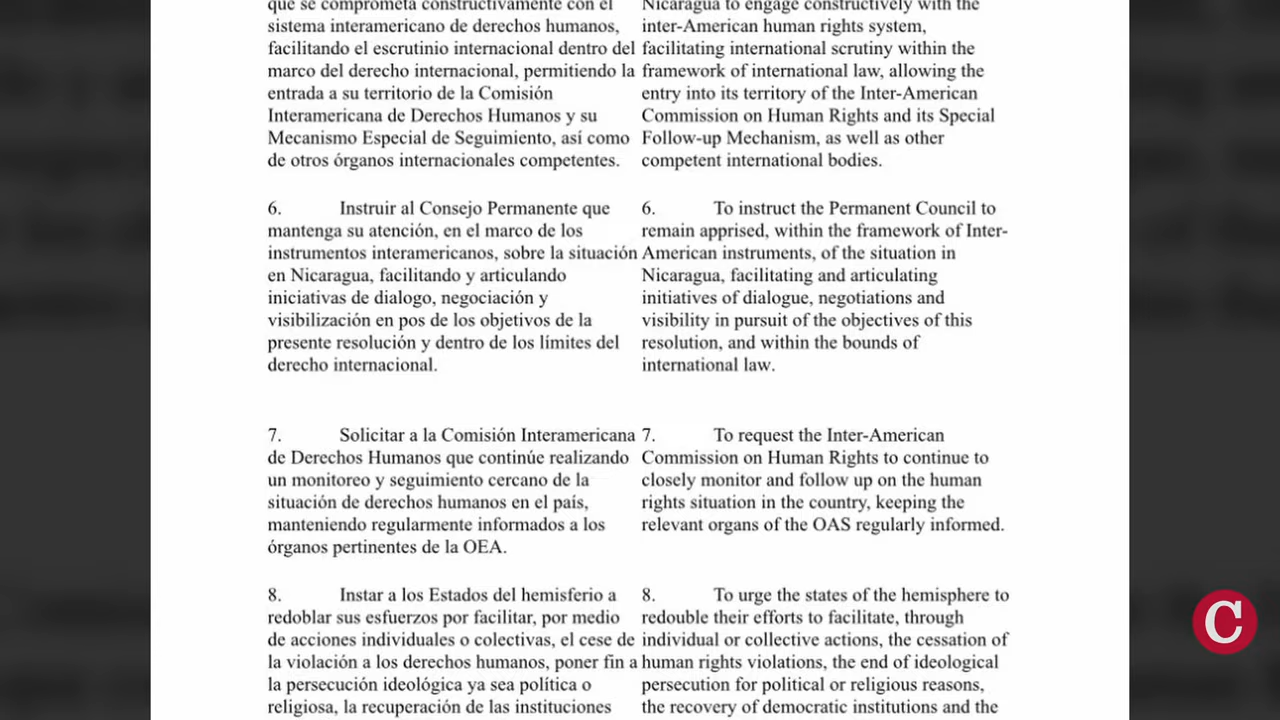 que se comprometa constructivamente con el
sistema interamericano de derechos humanos,
facilitando el escrutinio internacional dentro del
marco del derecho internacional, permitiendo la
entrada a su territorio de la Comisión
Interamericana de Derechos Humanos y su
Mecanismo Especial de Seguimiento, así como
de otros órganos internacionales competentes.
6. Instruir al Consejo Permanente que
mantenga su atención, en el marco de los
instrumentos interamericanos, sobre la situación
en Nicaragua, facilitando y articulando
iniciativas de dialogo, negociación y
visibilización en pos de los objetivos de la
presente resolución y dentro de los límites del
derecho internacional.
7. Solicitar a la Comisión Interamericana
de Derechos Humanos que continúe realizando
un monitoreo y seguimiento cercano de la
situación de derechos humanos en el país,
manteniendo regularmente informados a los
órganos pertinentes de la OEA.
8. Instar a los Estados del hemisferio a
redoblar sus esfuerzos por facilitar, por medio
de acciones individuales o colectivas, el cese de
la violación a los derechos humanos, poner fin a
la persecución ideológica ya sea política o
religiosa, la recuperación de las instituciones
Nicaragua to engage constructively with the
inter-American human rights system,
facilitating international scrutiny within the
framework of international law, allowing the
entry into its territory of the Inter-American
Commission on Human Rights and its Special
Follow-up Mechanism, as well as other
competent international bodies.
6. To instruct the Permanent Council to
remain apprised, within the framework of Inter-
American instruments, of the situation in
Nicaragua, facilitating and articulating
initiatives of dialogue, negotiations and
visibility in pursuit of the objectives of this
resolution, and within the bounds of
international law.
7. To request the Inter-American
Commission on Human Rights to continue to
closely monitor and follow up on the human
rights situation in the country, keeping the
relevant organs of the OAS regularly informed.
8. To urge the states of the hemisphere to
redouble their efforts to facilitate, through
individual or collective actions, the cessation of
human rights violations, the end of ideological
persecution for political or religious reasons,
the recovery of democratic institutions and the
C